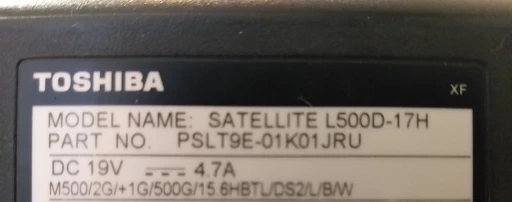 TOSHIBA
XF
MODEL NAME: SATELLITE L500D-17H
PART NO. PSLT9E-01K01JRU
DC 19V ⎓ 4.7A
M500/2G/+1G/500G/15.6HBTL/DS2/L/B/W